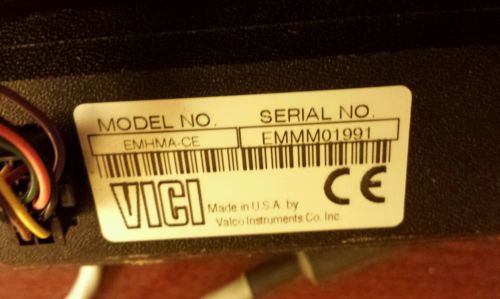 MODEL NO. SERIAL NO.
EMHMA-CE EMMM01991
VICI Made in U.S.A. by
Valco Instruments Co. Inc.
CE